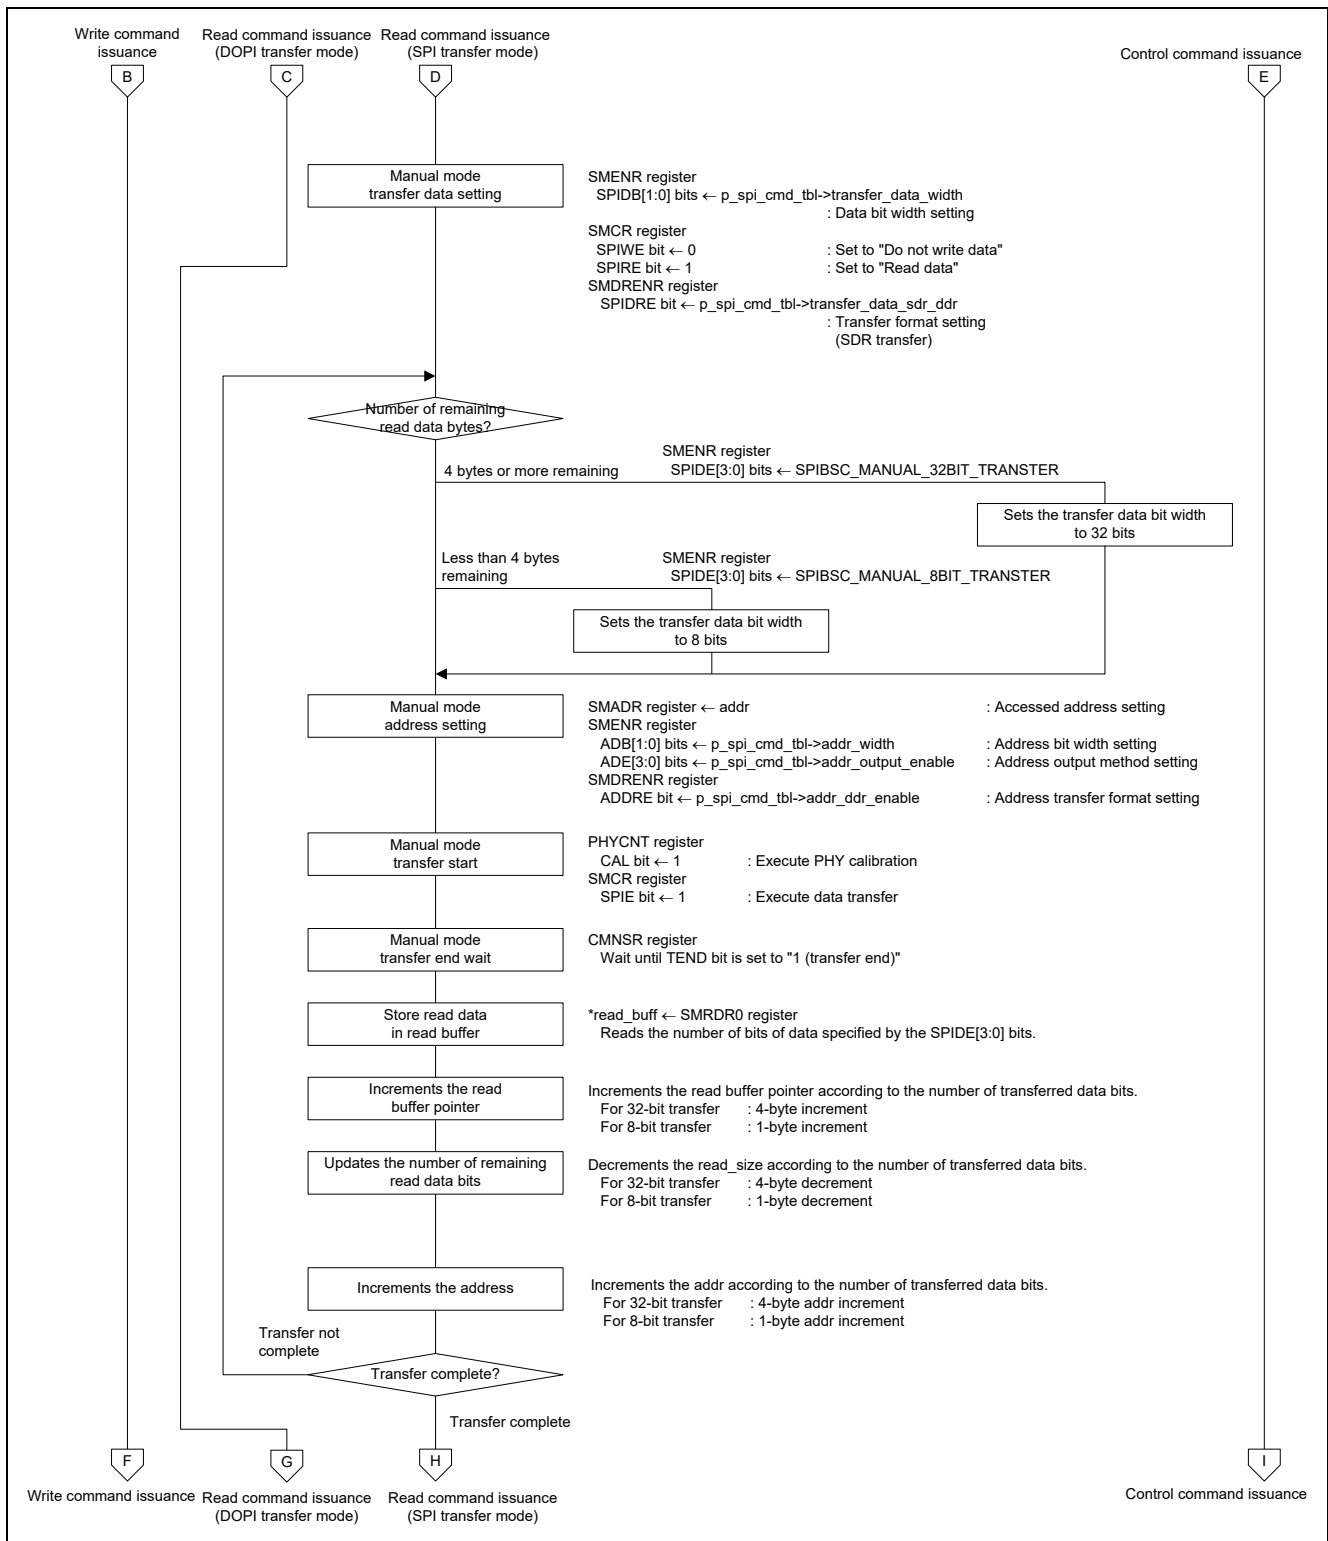 Write command
issuance
Read command issuance
(DOPI transfer mode)
Read command issuance
(SPI transfer mode)
Control command issuance
B
C
D
E
Manual mode
transfer data setting
SMENR register
SPIDB[1:0] bits ← p_spi_cmd_tbl->transfer_data_width
: Data bit width setting
SMCR register
SPIWE bit ← 0 : Set to "Do not write data"
SPIRE bit ← 1 : Set to "Read data"
SMDRENR register
SPIDRE bit ← p_spi_cmd_tbl->transfer_data_sdr_ddr
: Transfer format setting
(SDR transfer)
Number of remaining
read data bytes?
SMENR register
4 bytes or more remaining
SPIDE[3:0] bits ← SPIBSC_MANUAL_32BIT_TRANSTER
Sets the transfer data bit width
to 32 bits
Less than 4 bytes
remaining
SMENR register
SPIDE[3:0] bits ← SPIBSC_MANUAL_8BIT_TRANSTER
Sets the transfer data bit width
to 8 bits
Manual mode
address setting
SMADR register ← addr : Accessed address setting
SMENR register
ADB[1:0] bits ← p_spi_cmd_tbl->addr_width : Address bit width setting
ADE[3:0] bits ← p_spi_cmd_tbl->addr_output_enable : Address output method setting
SMDRENR register
ADDRE bit ← p_spi_cmd_tbl->addr_ddr_enable : Address transfer format setting
Manual mode
transfer start
PHYCNT register
CAL bit ← 1 : Execute PHY calibration
SMCR register
SPIE bit ← 1 : Execute data transfer
Manual mode
transfer end wait
CMNSR register
Wait until TEND bit is set to "1 (transfer end)"
Store read data
in read buffer
*read_buff ← SMRDR0 register
Reads the number of bits of data specified by the SPIDE[3:0] bits.
Increments the read
buffer pointer
Increments the read buffer pointer according to the number of transferred data bits.
For 32-bit transfer : 4-byte increment
For 8-bit transfer : 1-byte increment
Updates the number of remaining
read data bits
Decrements the read_size according to the number of transferred data bits.
For 32-bit transfer : 4-byte decrement
For 8-bit transfer : 1-byte decrement
Increments the address
Increments the addr according to the number of transferred data bits.
For 32-bit transfer : 4-byte addr increment
For 8-bit transfer : 1-byte addr increment
Transfer not
complete
Transfer complete?
Transfer complete
F
G
H
I
Write command issuance
Read command issuance
(DOPI transfer mode)
Read command issuance
(SPI transfer mode)
Control command issuance